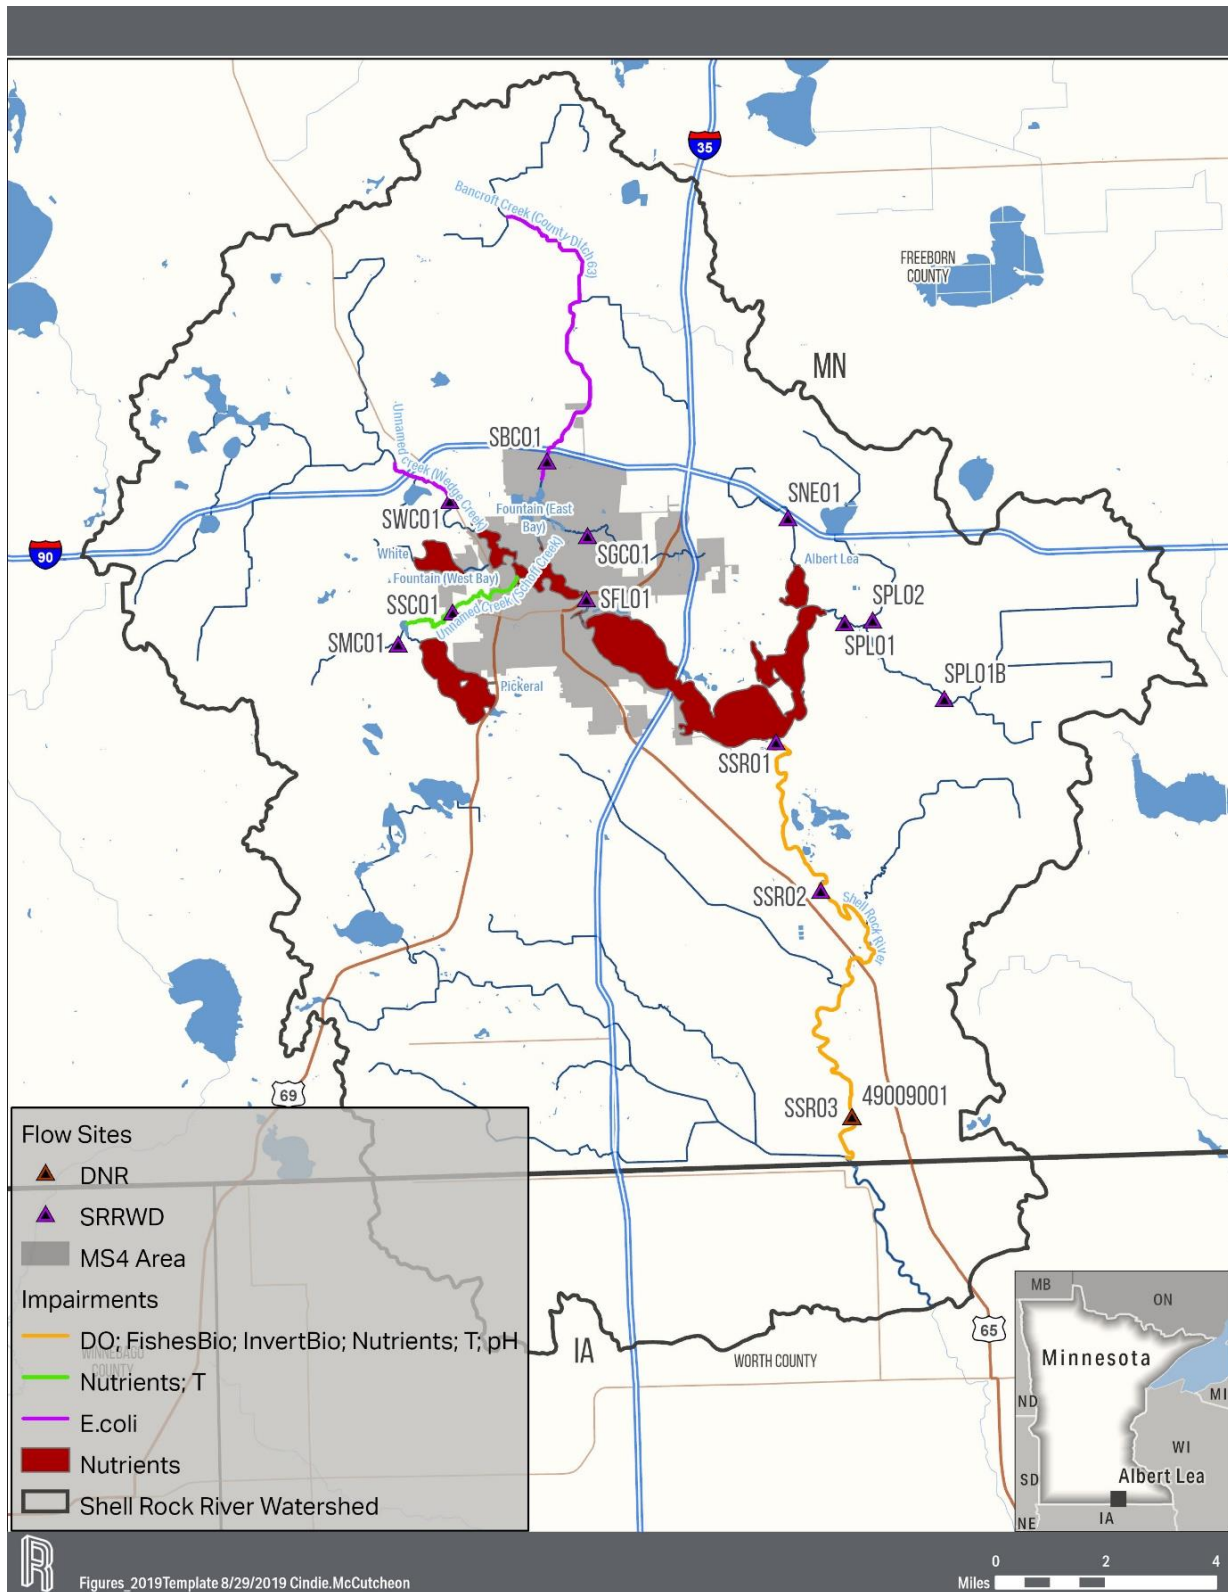 35
Bancroft Creek (County Ditch 63)
FREEBORN
COUNTY
MN
Unnamed creek (Wedge Creek)
SBC01
SWC01
Fountain (East
Bay)
SNE01
90
White
SGC01
Albert Lea
Fountain (West Bay)
Unnamed Creek (Schoff Creek)
SSC01
SFL01
SPL02
SMC01
SPL01
Pickeral
SPL01B
SSR01
SSR02
Shell Rock River
69
SSR03
49009001
Flow Sites
DNR
SRRWD
MS4 Area
Impairments
DO; FishesBio; InvertBio; Nutrients; T; pH
WINNEBAGO
COUNTY
Nutrients; T
E.coli
Nutrients
Shell Rock River Watershed
IA
WORTH COUNTY
65
MB
ON
Minnesota
ND
MI
WI
SD
Albert Lea
NE
IA
Figures_2019Template 8/29/2019 Cindie.McCutcheon
0 2 4
Miles